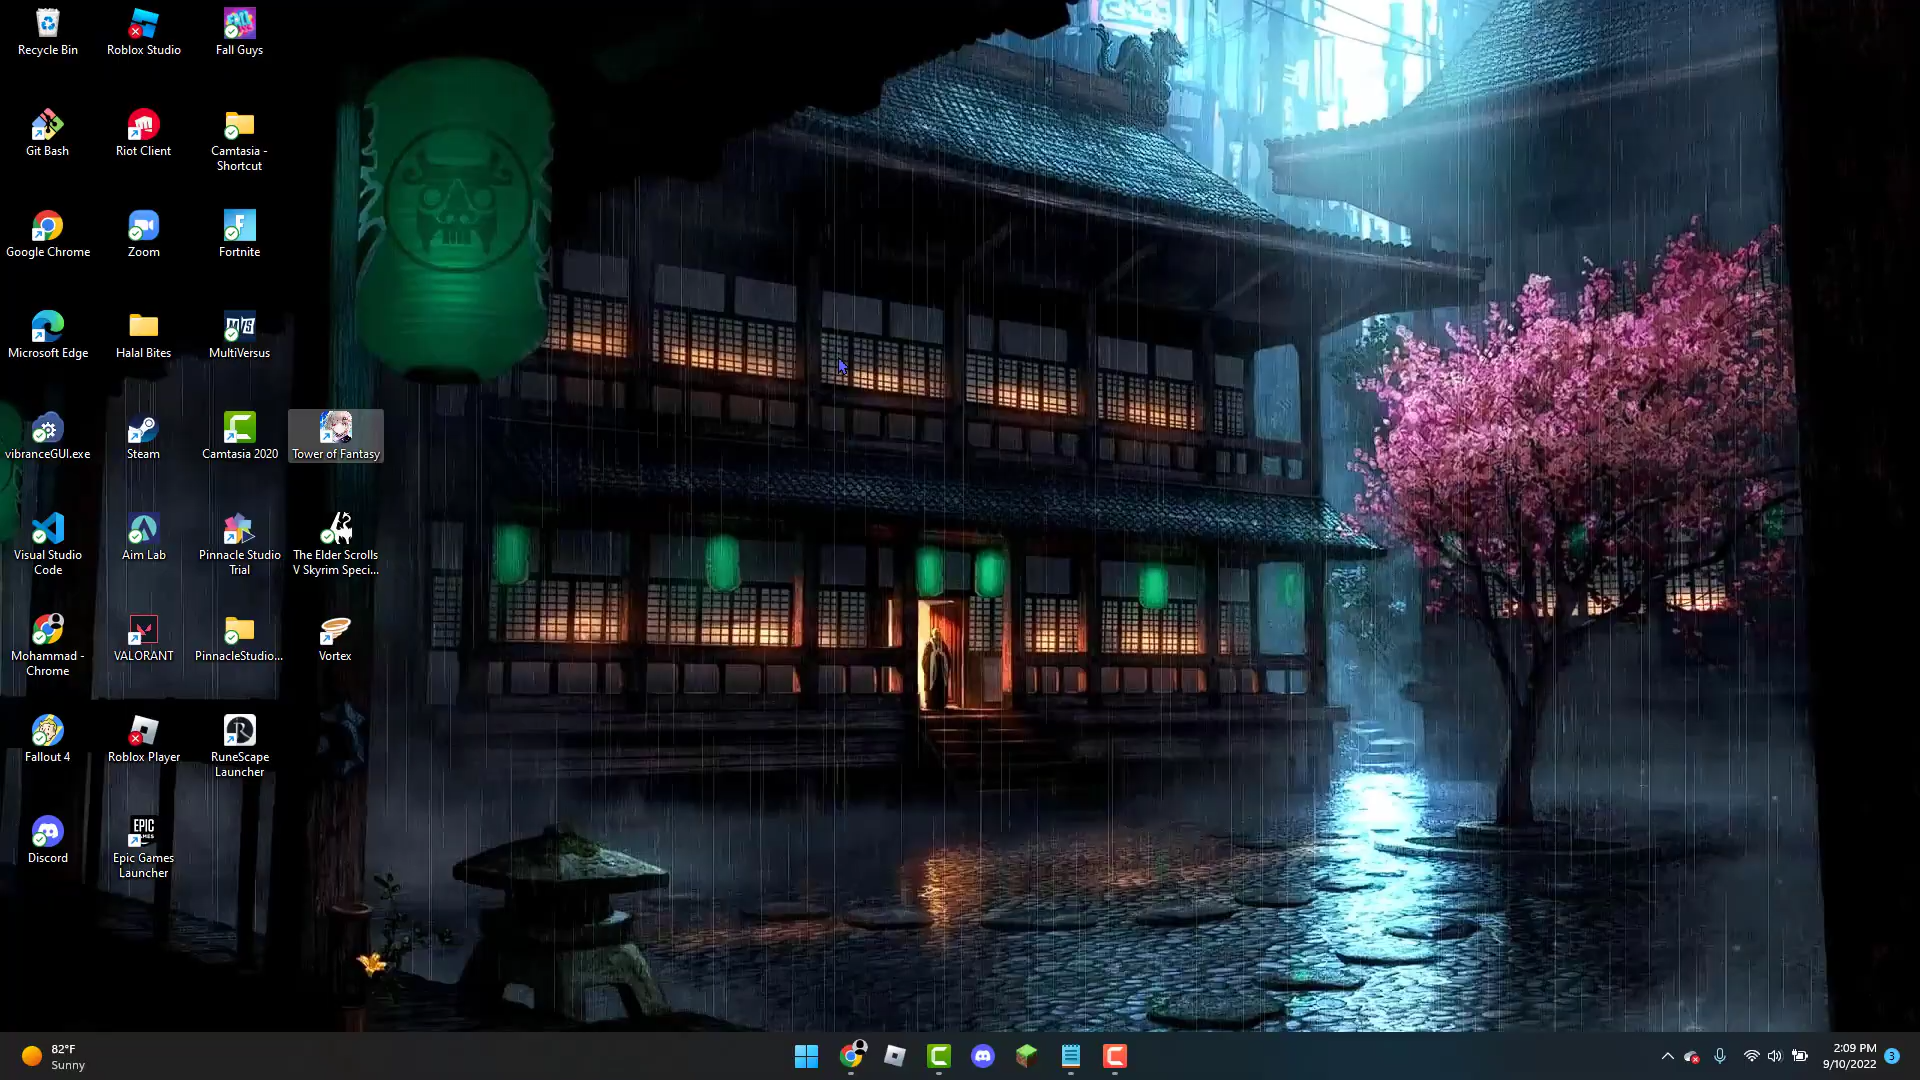 Recycle Bin
Roblox Studio
Fall Guys
Git Bash
Riot Client
Camtasia -
Shortcut
Google Chrome
Zoom
Fortnite
Microsoft Edge
Halal Bites
MultiVersus
vibranceGUI.exe
Steam
Camtasia 2020
Tower of Fantasy
Visual Studio
Code
Aim Lab
Pinnacle Studio
Trial
The Elder Scrolls
V Skyrim Speci...
Mohammad -
Chrome
VALORANT
PinnacleStudio...
Vortex
Fallout 4
Roblox Player
RuneScape
Launcher
Discord
EPIC
GAMES
Epic Games
Launcher
82°F
Sunny
2:09 PM
9/10/2022
3